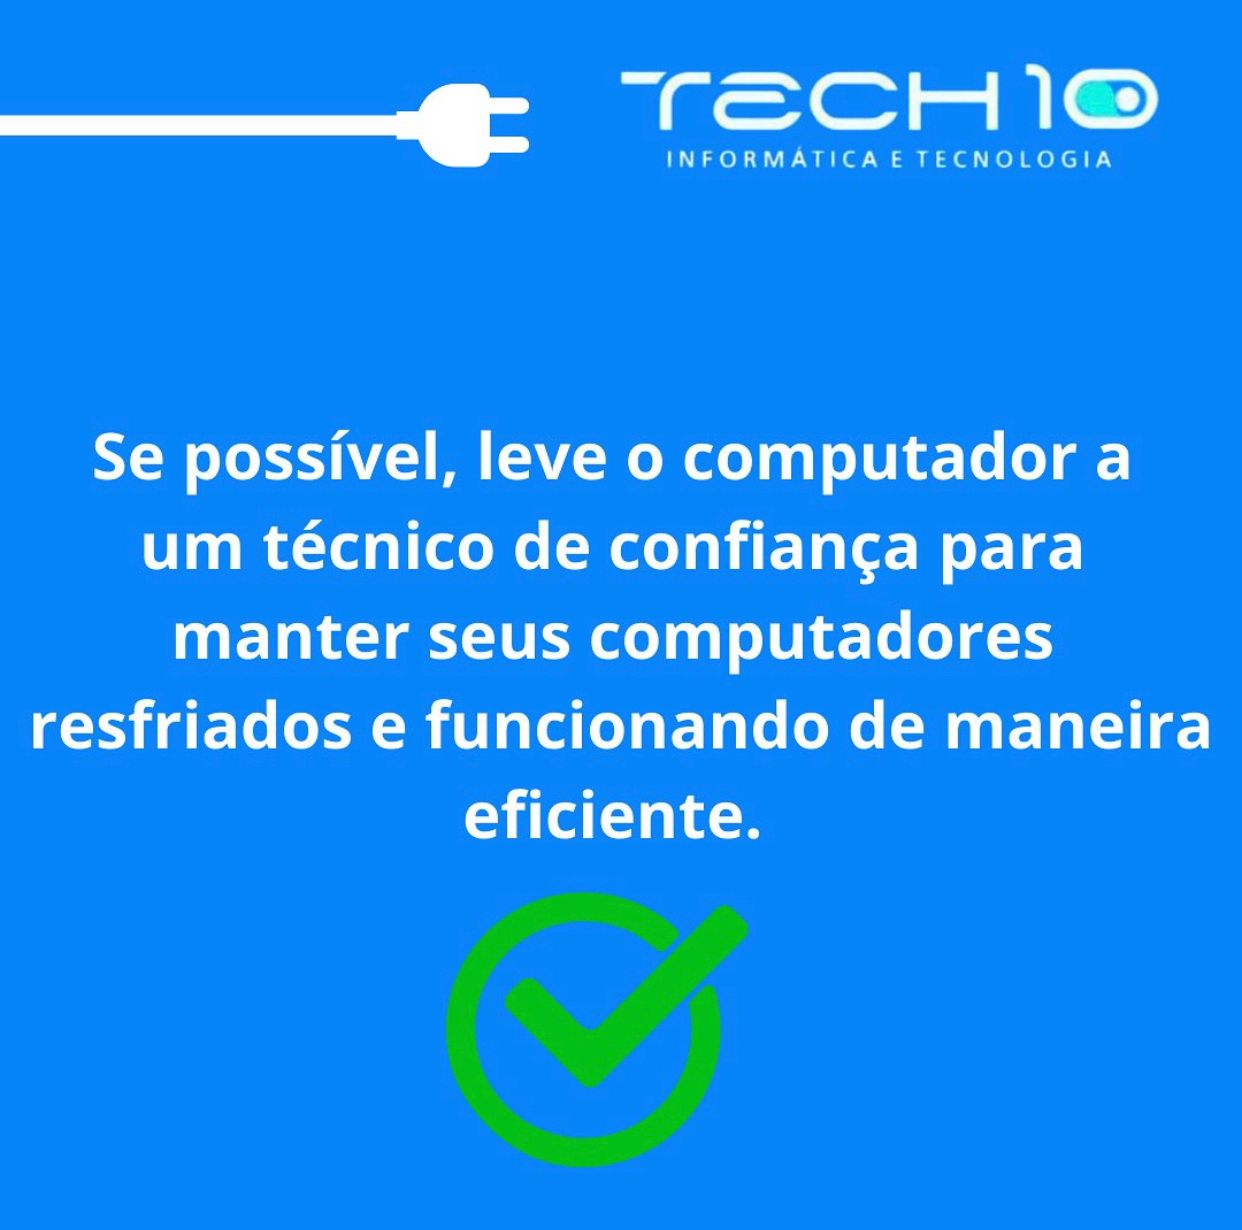 TECH 10
INFORMÁTICA E TECNOLOGIA
Se possível, leve o computador a
um técnico de confiança para
manter seus computadores
resfriados e funcionando de maneira
eficiente.